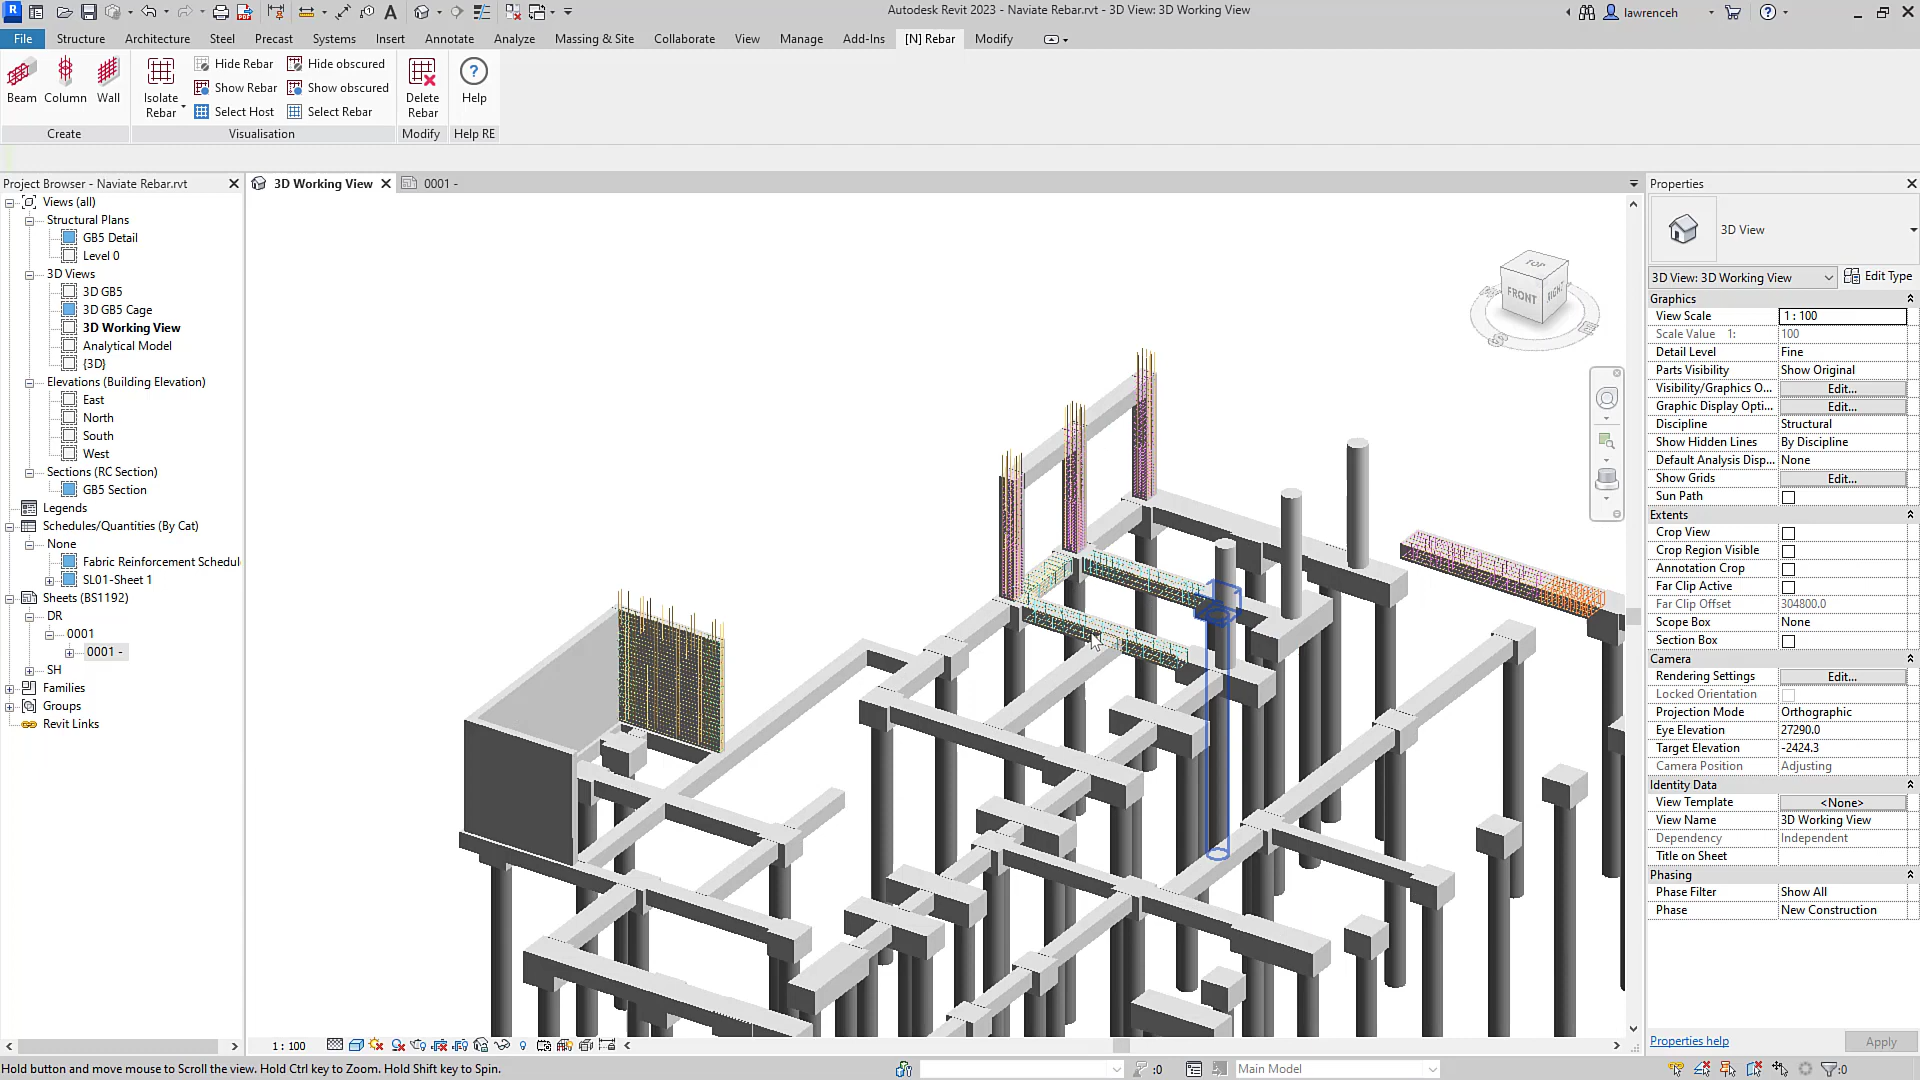 Autodesk Revit 2023 - Naviate Rebar.rvt - 3D View: 3D Working View
lawrenceh
File Structure Architecture Steel Precast Systems Insert Annotate Analyze Massing & Site Collaborate View Manage Add-Ins [N] Rebar Modify
Beam Column Wall
Isolate Rebar
Hide Rebar
Show Rebar
Select Host
Hide obscured
Show obscured
Select Rebar
Delete Rebar
Help
Create Visualisation Modify Help RE
Project Browser - Naviate Rebar.rvt
Views (all)
Structural Plans
GB5 Detail
Level 0
3D Views
3D GB5
3D GB5 Cage
3D Working View
Analytical Model
{3D}
Elevations (Building Elevation)
East
North
South
West
Sections (RC Section)
GB5 Section
Legends
Schedules/Quantities (By Cat)
None
Fabric Reinforcement Schedul
SL01-Sheet 1
Sheets (BS1192)
DR
0001
0001 -
SH
Families
Groups
Revit Links
3D Working View
0001 -
TOP
FRONT
RIGHT
Properties
3D View
3D View: 3D Working View
Edit Type
Graphics
View Scale 1 : 100
Scale Value 1: 100
Detail Level Fine
Parts Visibility Show Original
Visibility/Graphics O... Edit...
Graphic Display Opti... Edit...
Discipline Structural
Show Hidden Lines By Discipline
Default Analysis Disp... None
Show Grids Edit...
Sun Path
Extents
Crop View
Crop Region Visible
Annotation Crop
Far Clip Active
Far Clip Offset 304800.0
Scope Box None
Section Box
Camera
Rendering Settings Edit...
Locked Orientation
Projection Mode Orthographic
Eye Elevation 27290.0
Target Elevation -2424.3
Camera Position Adjusting
Identity Data
View Template <None>
View Name 3D Working View
Dependency Independent
Title on Sheet
Phasing
Phase Filter Show All
Phase New Construction
Properties help
Apply
1 : 100
Hold button and move mouse to Scroll the view. Hold Ctrl key to Zoom. Hold Shift key to Spin.
:0
Main Model
:0